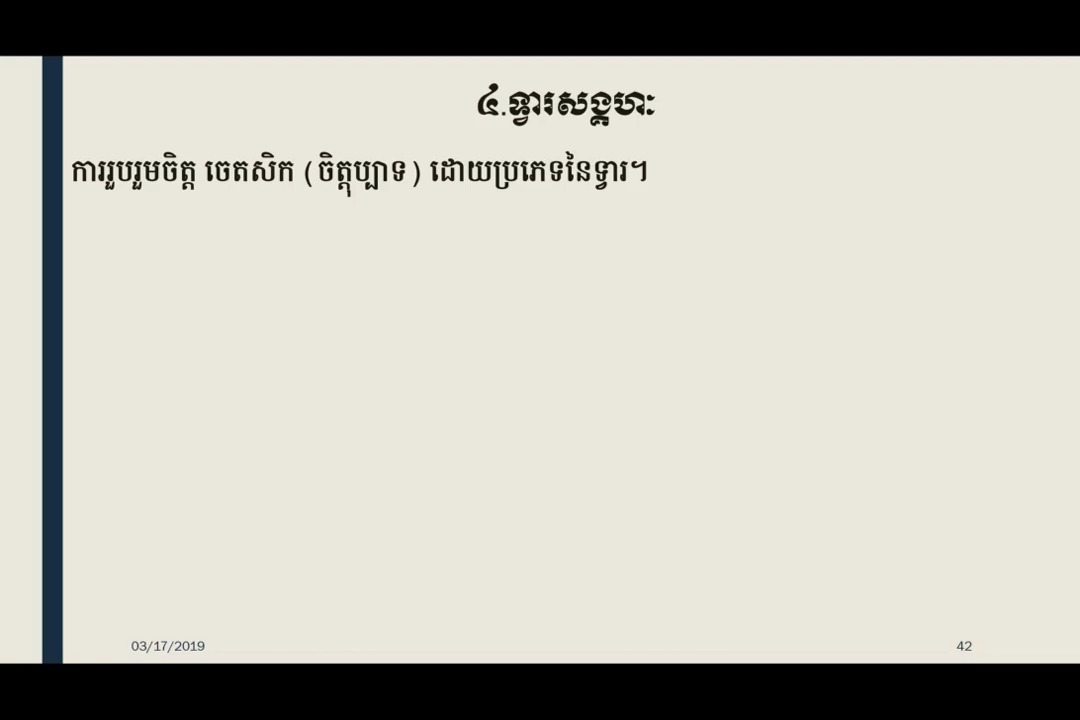 ៤.ទ្វារសង្គហៈ
ការរួបរួមចិត្ត ចេតសិក (ចិត្តុប្បាទ) ដោយប្រភេទនៃទ្វារ។
03/17/2019
42